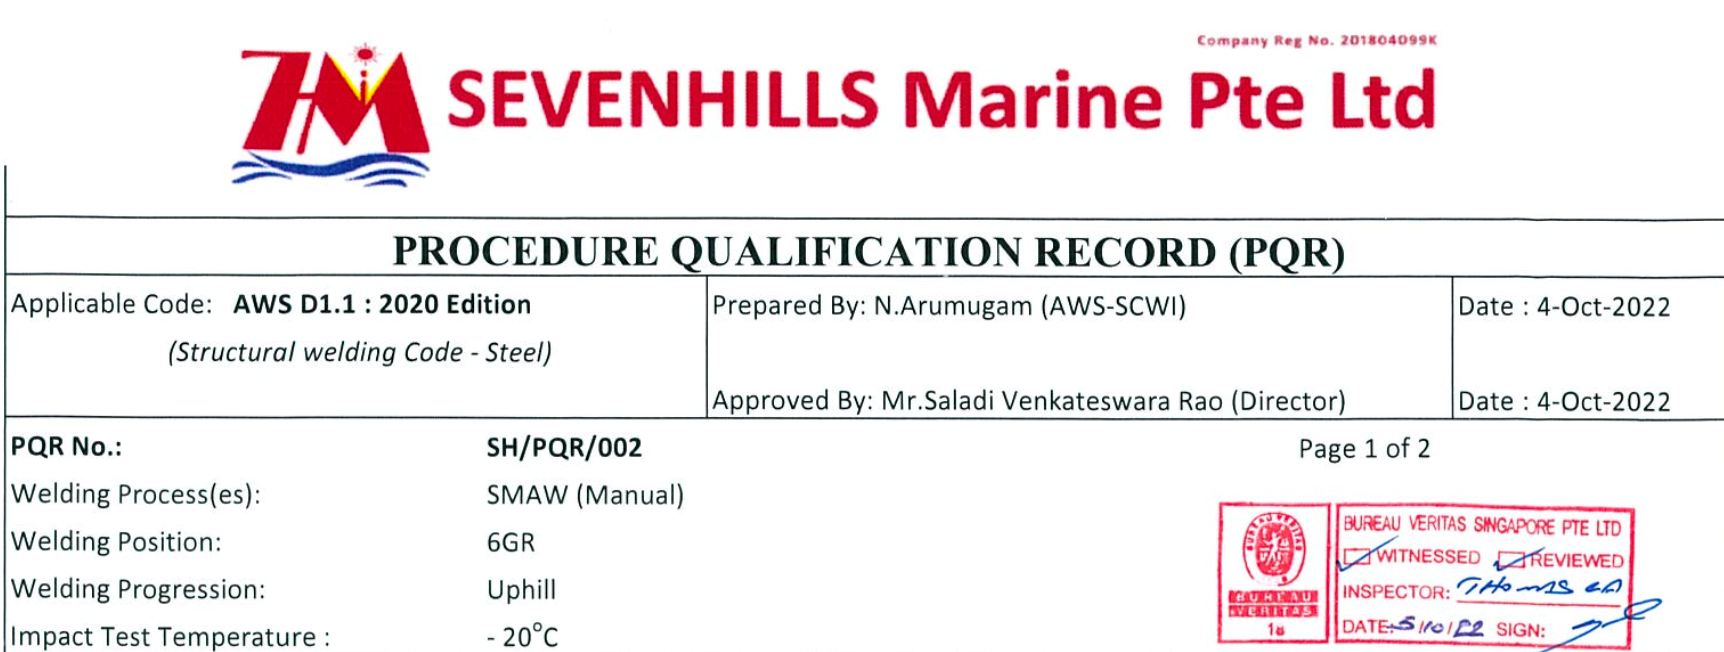 Company Reg No. 201804099K
SEVENHILLS Marine Pte Ltd
PROCEDURE QUALIFICATION RECORD (PQR)
Applicable Code: AWS D1.1 : 2020 Edition
(Structural welding Code - Steel)
Prepared By: N.Arumugam (AWS-SCWI)
Date : 4-Oct-2022
Approved By: Mr.Saladi Venkateswara Rao (Director)
Date : 4-Oct-2022
PQR No.: SH/PQR/002 Page 1 of 2
Welding Process(es): SMAW (Manual)
Welding Position: 6GR
Welding Progression: Uphill
Impact Test Temperature : - 20°C
BUREAU VERITAS
BUREAU
VERITAS
BUREAU VERITAS SINGAPORE PTE LTD
WITNESSED REVIEWED
INSPECTOR:
DATE: 5/10/22 SIGN: